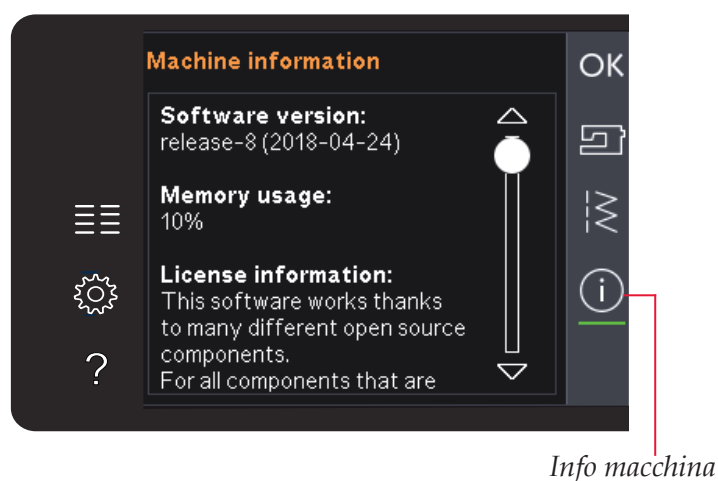 Machine information
OK
Software version:
release-8 (2018-04-24)
Memory usage:
10%
License information:
This software works thanks
to many different open source
components.
For all components that are
?
i
Info macchina